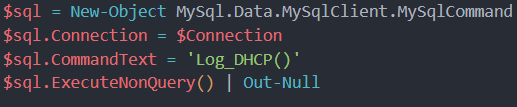 $sql = New-Object MySql.Data.MySqlClient.MySqlCommand
$sql.Connection = $Connection
$sql.CommandText = 'Log_DHCP()'
$sql.ExecuteNonQuery() | Out-Null